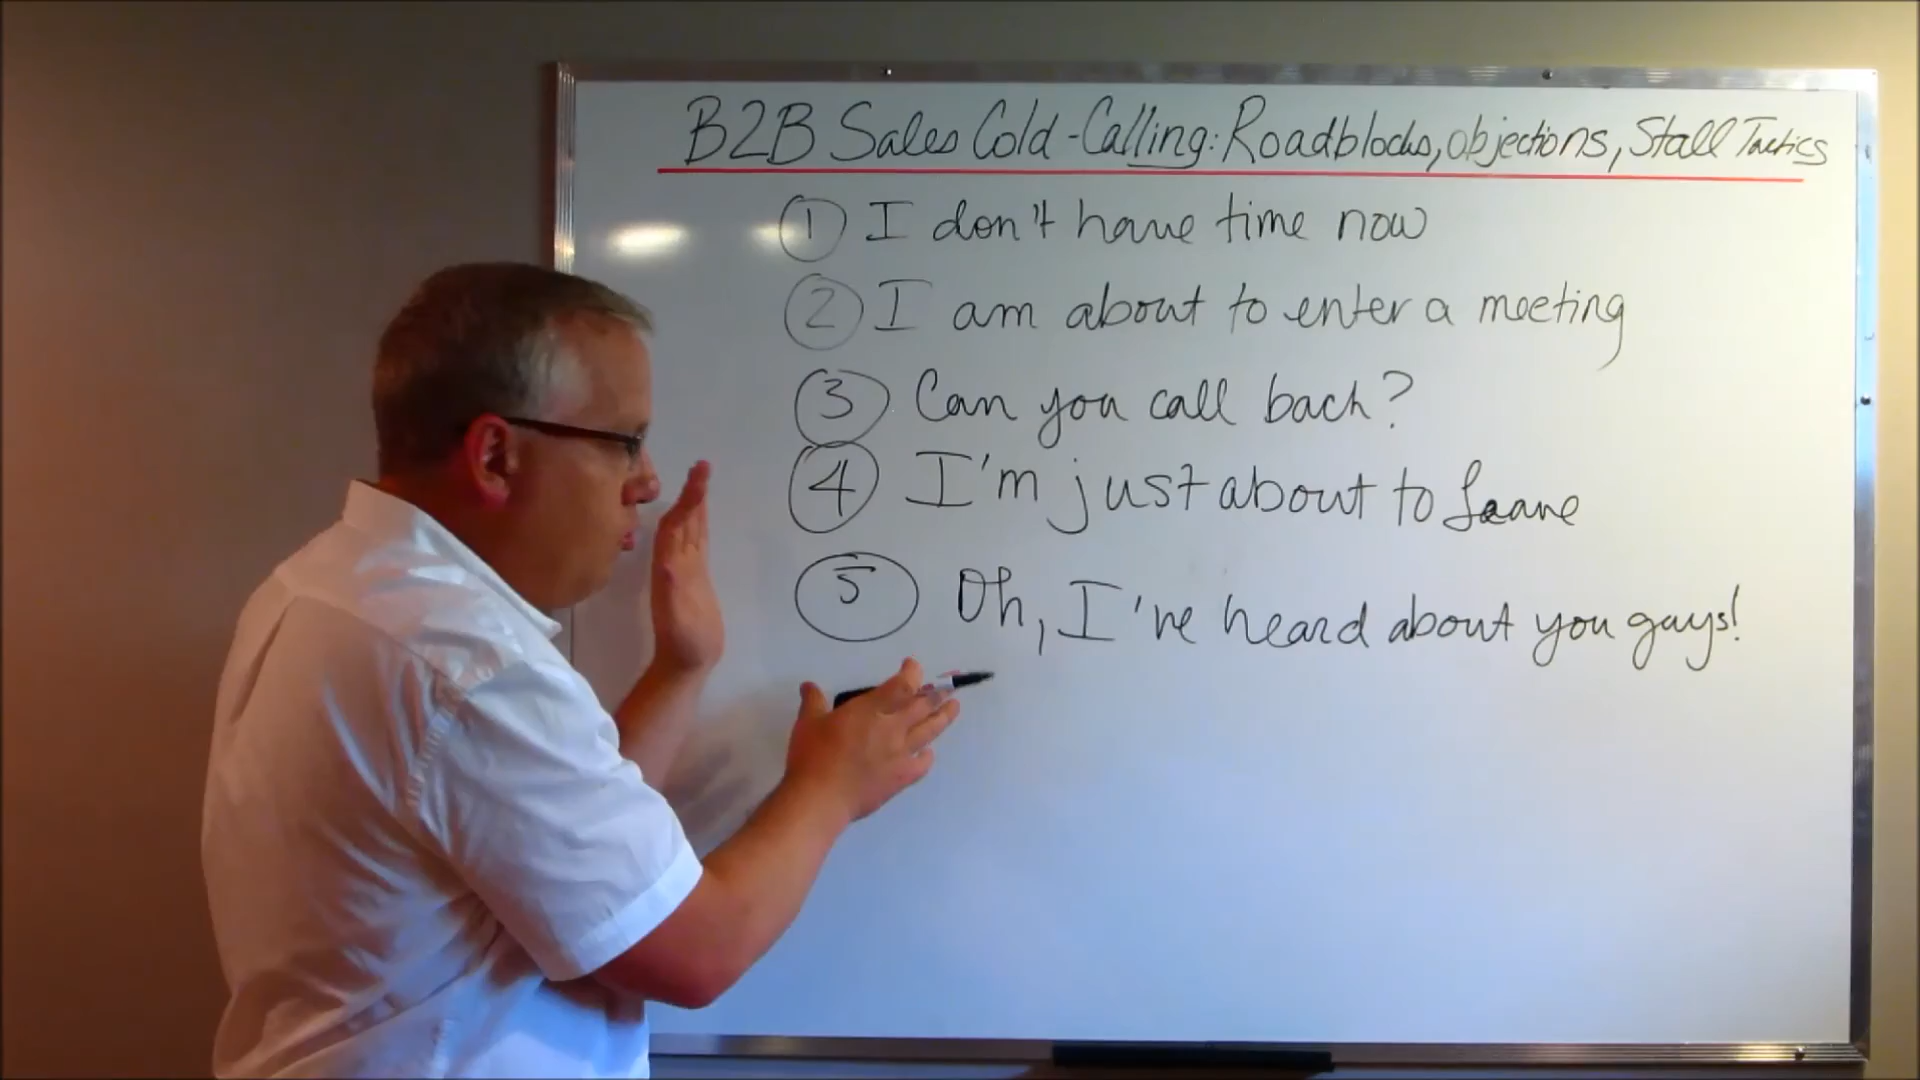 B2B Sales Cold-Calling: Roadblocks, objections, Stall Tactics
1 I don't have time now
2 I am about to enter a meeting
3 Can you call back?
4 I'm just about to leave
5 Oh, I've heard about you guys!